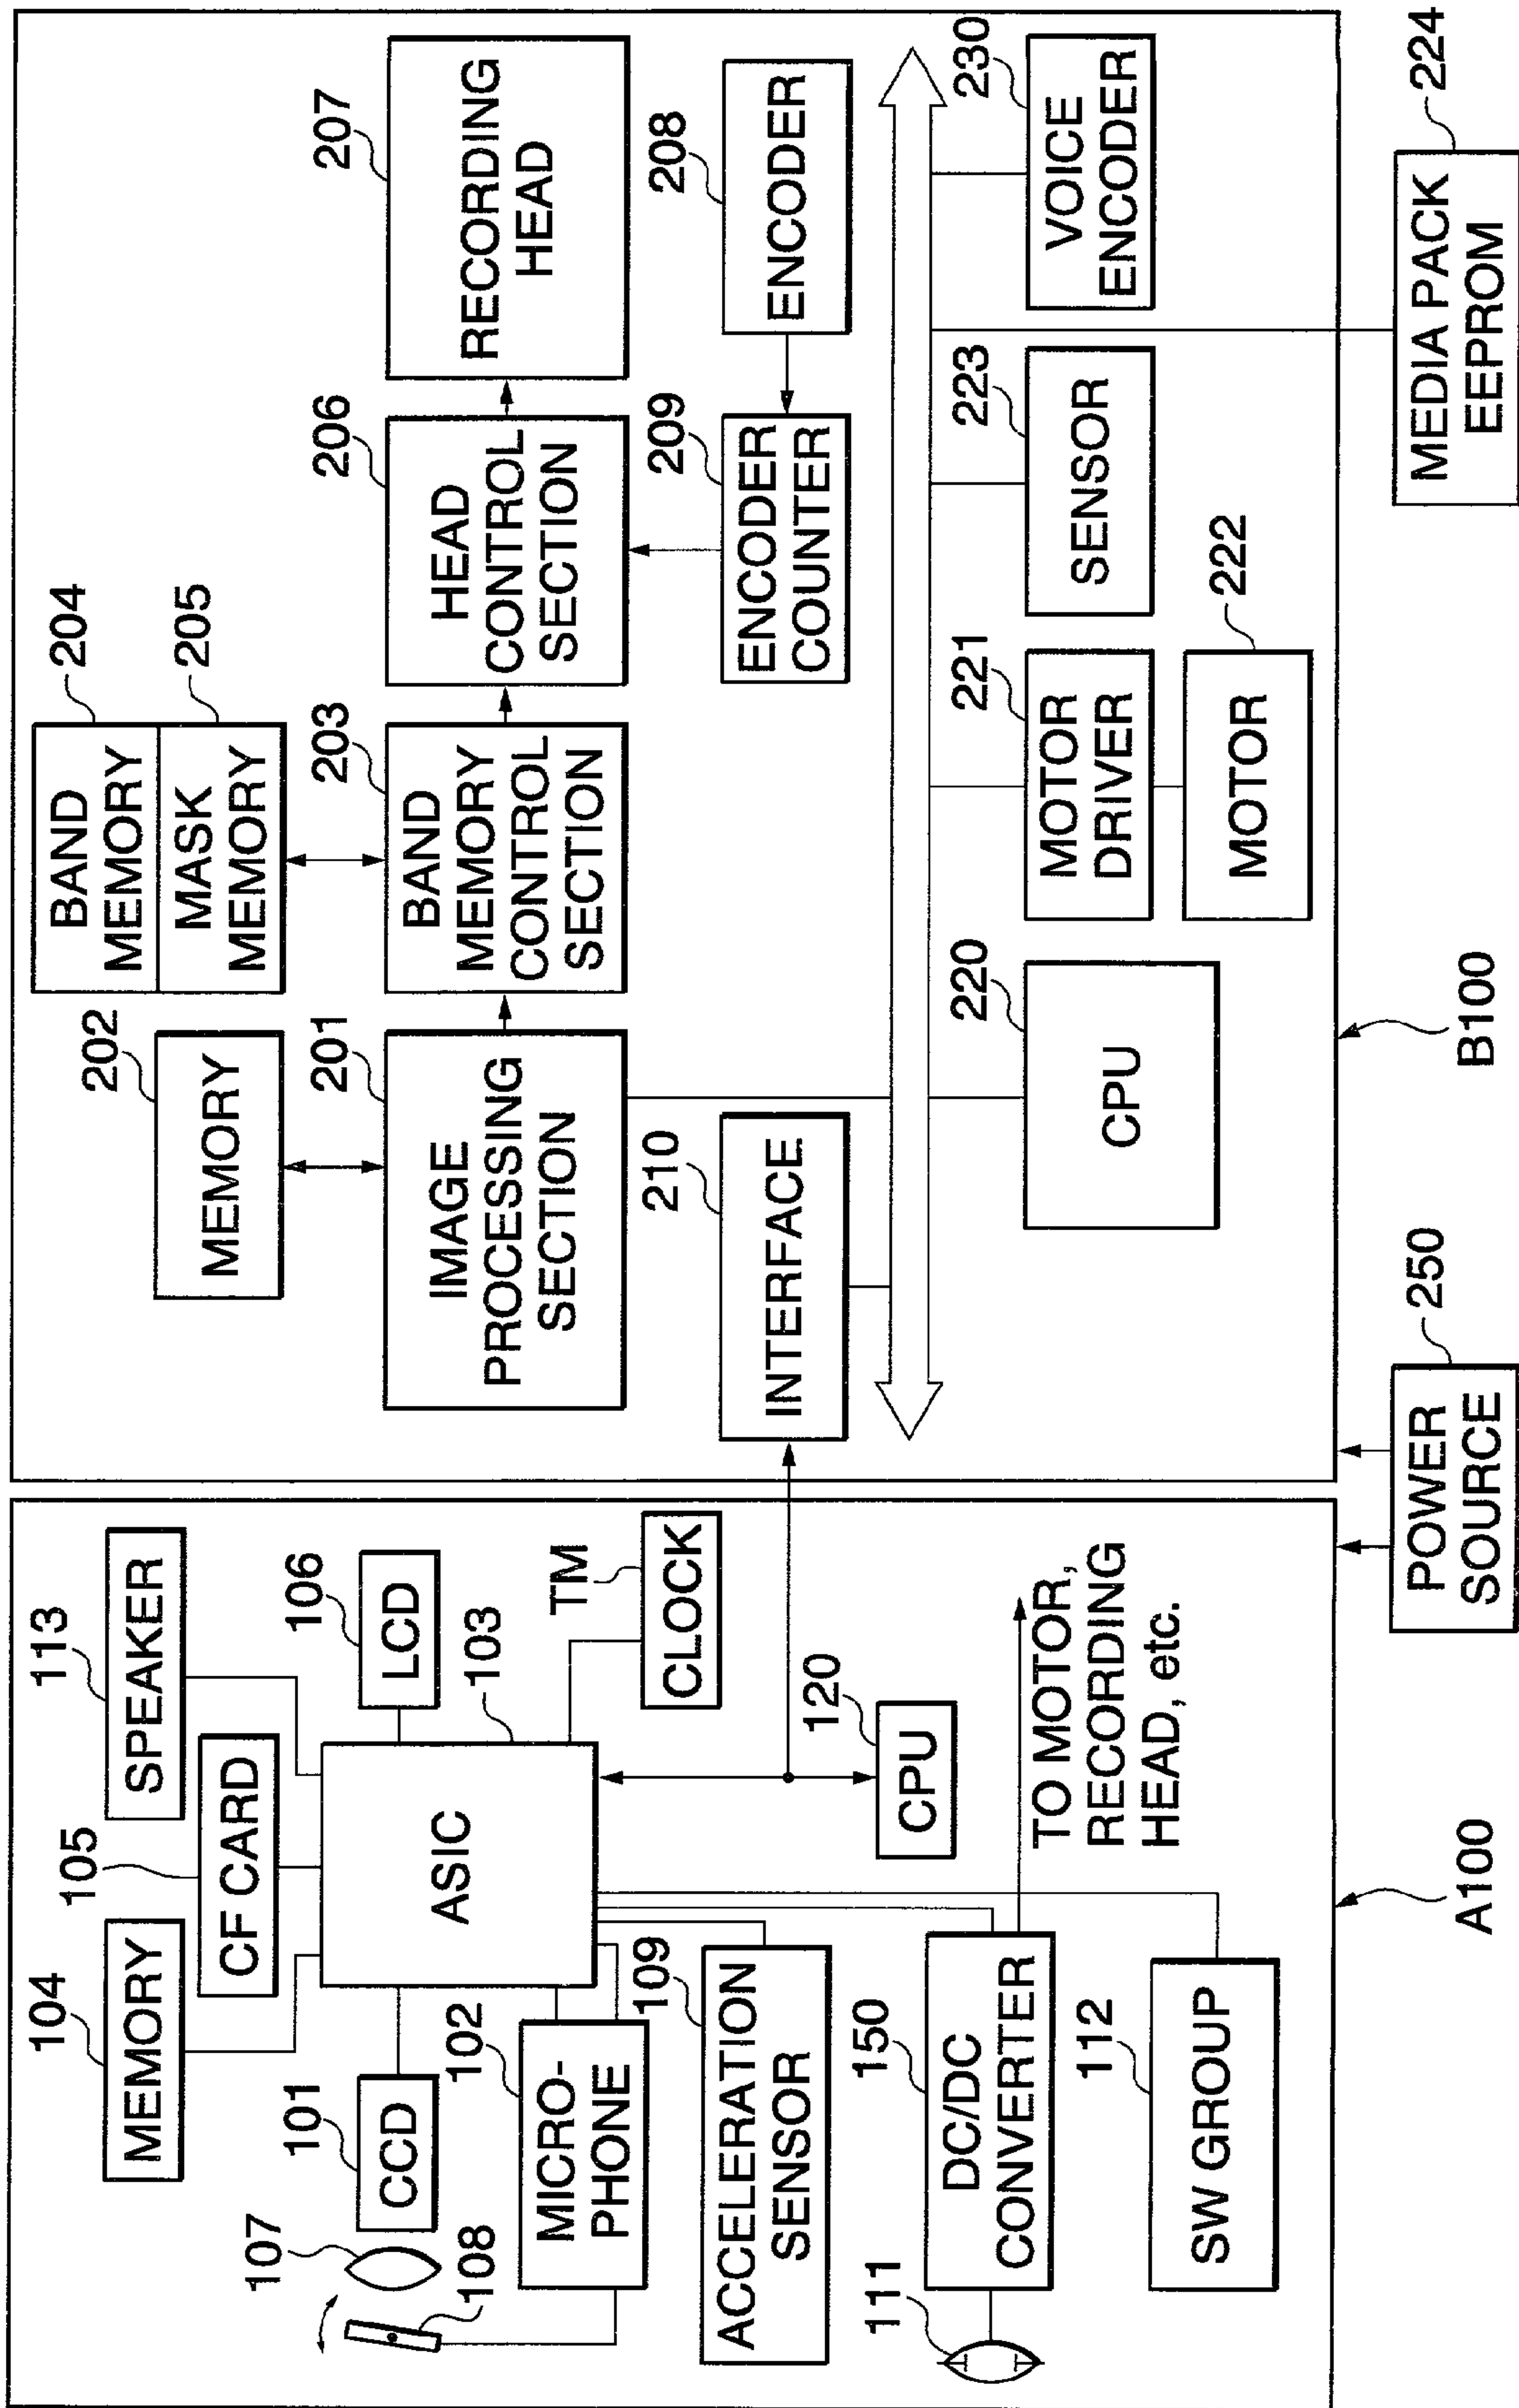 104
MEMORY
105
CF CARD
113
SPEAKER
101
CCD
107
108
102
MICRO-
PHONE
ASIC
103
106
LCD
TM
CLOCK
109
ACCELERATION
SENSOR
120
CPU
111
150
DC/DC
CONVERTER
TO MOTOR,
RECORDING
HEAD, etc.
112
SW GROUP
A100
POWER
SOURCE
250
202
MEMORY
204
BAND
MEMORY
205
MASK
MEMORY
201
IMAGE
PROCESSING
SECTION
203
BAND
MEMORY
CONTROL
SECTION
206
HEAD
CONTROL
SECTION
207
RECORDING
HEAD
210
INTERFACE
209
ENCODER
COUNTER
208
ENCODER
220
CPU
221
MOTOR
DRIVER
222
MOTOR
223
SENSOR
230
VOICE
ENCODER
B100
MEDIA PACK
EEPROM
224